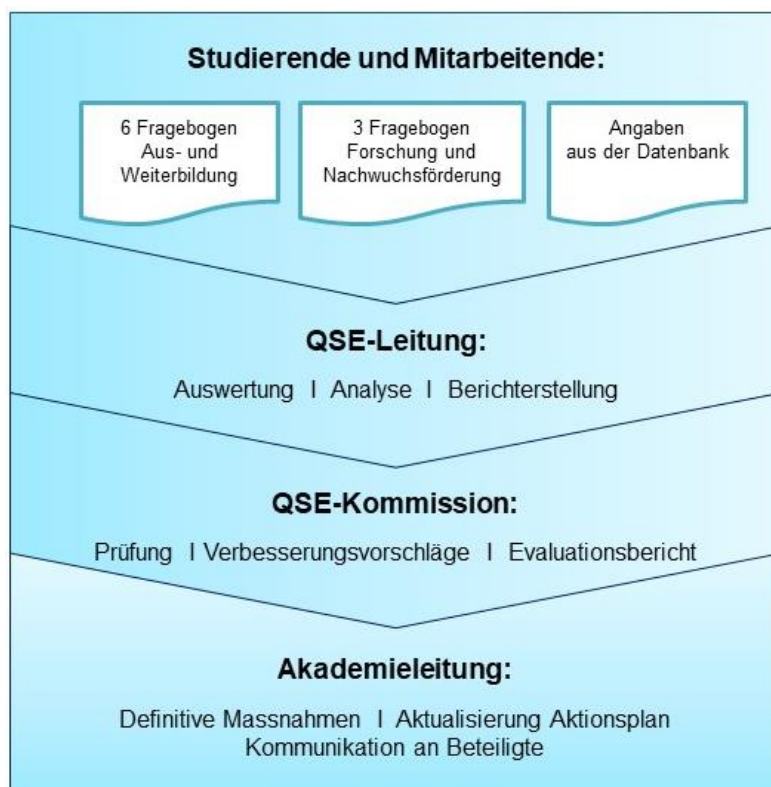 Studierende und Mitarbeitende:
6 Fragebogen
Aus- und
Weiterbildung
3 Fragebogen
Forschung und
Nachwuchsförderung
Angaben
aus der Datenbank
QSE-Leitung:
Auswertung I Analyse I Berichterstellung
QSE-Kommission:
Prüfung I Verbesserungsvorschläge I Evaluationsbericht
Akademieleitung:
Definitive Massnahmen I Aktualisierung Aktionsplan
Kommunikation an Beteiligte